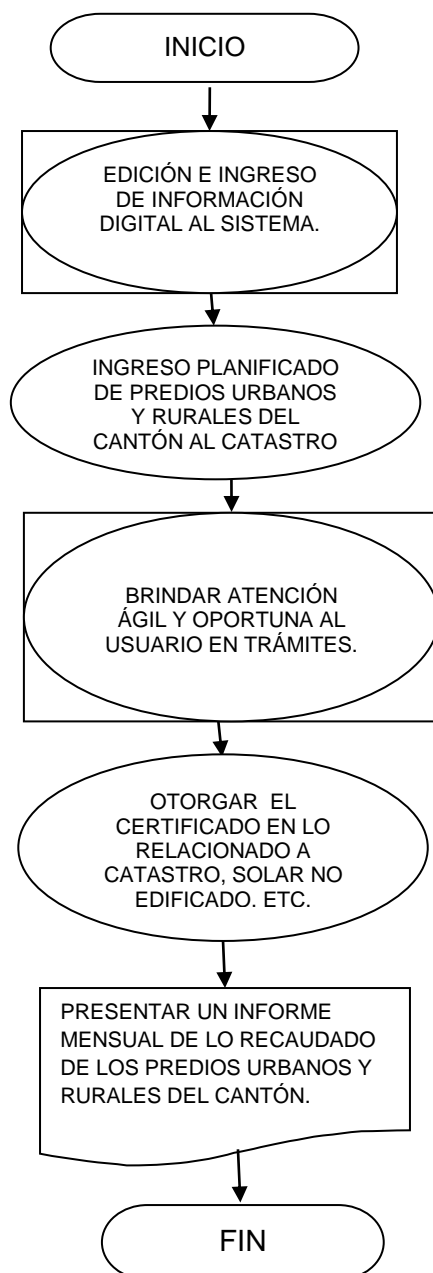 INICIO
EDICIÓN E INGRESO
DE INFORMACIÓN
DIGITAL AL SISTEMA.
INGRESO PLANIFICADO
DE PREDIOS URBANOS
Y RURALES DEL
CANTÓN AL CATASTRO
BRINDAR ATENCIÓN
ÁGIL Y OPORTUNA AL
USUARIO EN TRÁMITES.
OTORGAR EL
CERTIFICADO EN LO
RELACIONADO A
CATASTRO, SOLAR NO
EDIFICADO. ETC.
PRESENTAR UN INFORME
MENSUAL DE LO RECAUDADO
DE LOS PREDIOS URBANOS Y
RURALES DEL CANTÓN.
FIN